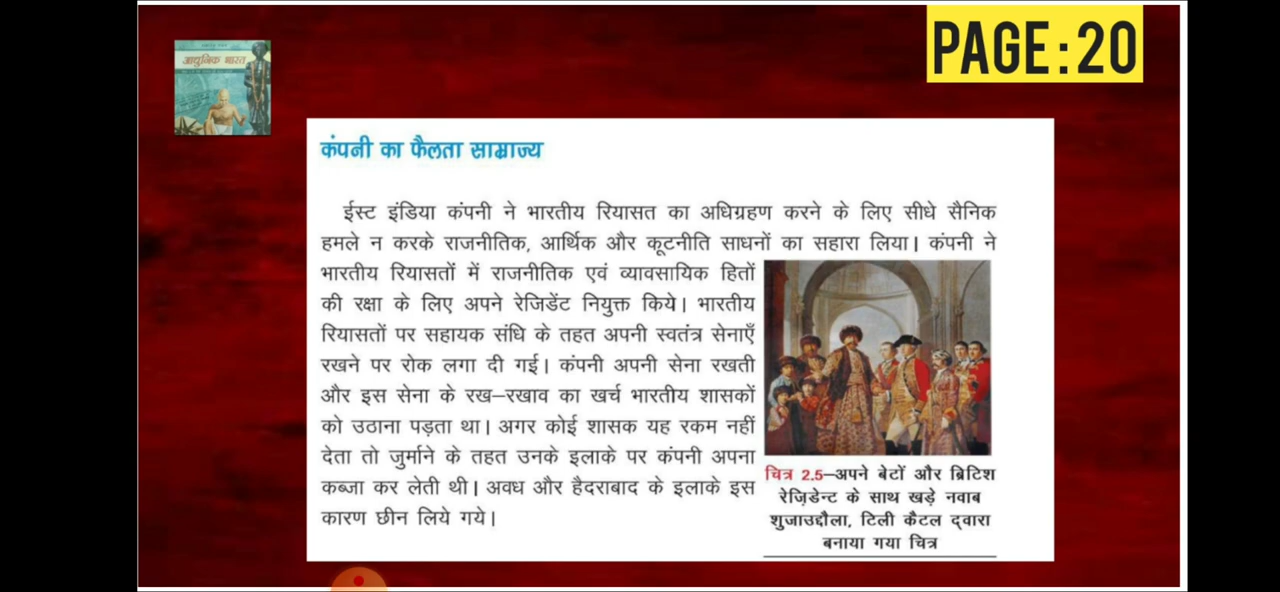 PAGE:20
आधुनिक भारत
कंपनी का फैलता साम्राज्य
ईस्ट इंडिया कंपनी ने भारतीय रियासत का अधिग्रहण करने के लिए सीधे सैनिक
हमले न करके राजनीतिक, आर्थिक और कूटनीति साधनों का सहारा लिया। कंपनी ने
भारतीय रियासतों में राजनीतिक एवं व्यावसायिक हितों
की रक्षा के लिए अपने रेजिडेंट नियुक्त किये। भारतीय
रियासतों पर सहायक संधि के तहत अपनी स्वतंत्र सेनाएँ
रखने पर रोक लगा दी गई। कंपनी अपनी सेना रखती
और इस सेना के रख–रखाव का खर्च भारतीय शासकों
को उठाना पड़ता था। अगर कोई शासक यह रकम नहीं
देता तो जुर्माने के तहत उनके इलाके पर कंपनी अपना
कब्जा कर लेती थी। अवध और हैदराबाद के इलाके इस
कारण छीन लिये गये।
चित्र 2.5–अपने बेटों और ब्रिटिश
रेज़िडेन्ट के साथ खड़े नवाब
शुजाउद्दौला, टिली कैटल द्वारा
बनाया गया चित्र